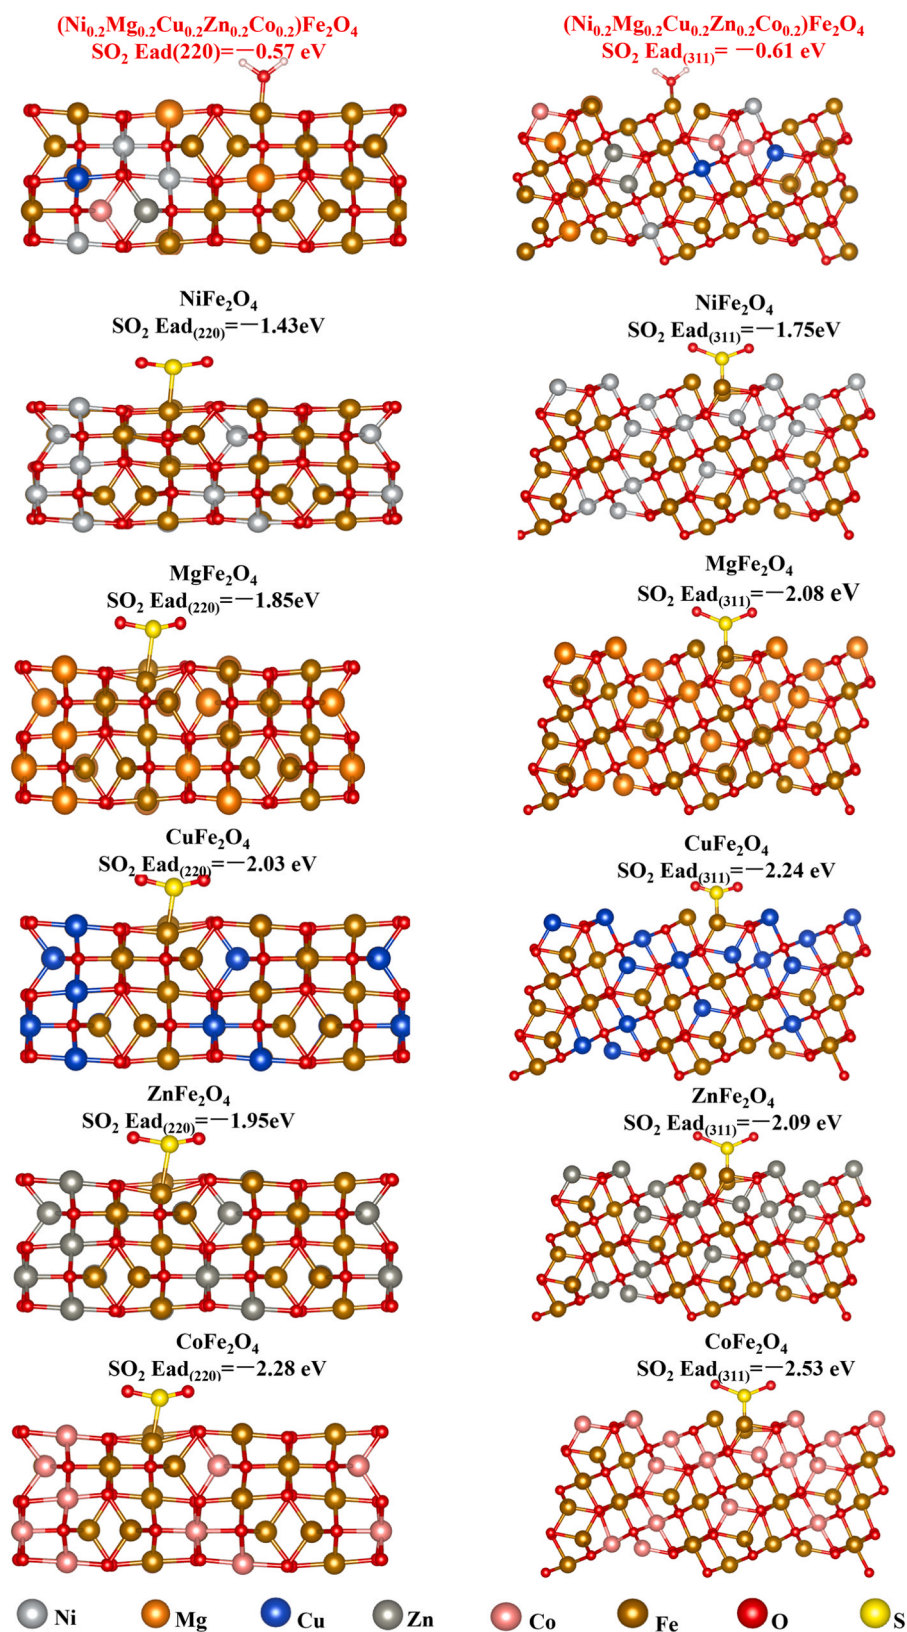 (Ni₀.₂Mg₀.₂Cu₀.₂Zn₀.₂Co₀.₂)Fe₂O₄
SO₂ Ead(220)=−0.57 eV
(Ni₀.₂Mg₀.₂Cu₀.₂Zn₀.₂Co₀.₂)Fe₂O₄
SO₂ Ead₍₃₁₁₎= −0.61 eV
NiFe₂O₄
SO₂ Ead₍₂₂₀₎=−1.43eV
NiFe₂O₄
SO₂ Ead₍₃₁₁₎=−1.75eV
MgFe₂O₄
SO₂ Ead₍₂₂₀₎=−1.85eV
MgFe₂O₄
SO₂ Ead₍₃₁₁₎=−2.08 eV
CuFe₂O₄
SO₂ Ead₍₂₂₀₎=−2.03 eV
CuFe₂O₄
SO₂ Ead₍₃₁₁₎=−2.24 eV
ZnFe₂O₄
SO₂ Ead₍₂₂₀₎=−1.95eV
ZnFe₂O₄
SO₂ Ead₍₃₁₁₎=−2.09 eV
CoFe₂O₄
SO₂ Ead₍₂₂₀₎=−2.28 eV
CoFe₂O₄
SO₂ Ead₍₃₁₁₎=−2.53 eV
Ni Mg Cu Zn Co Fe O S